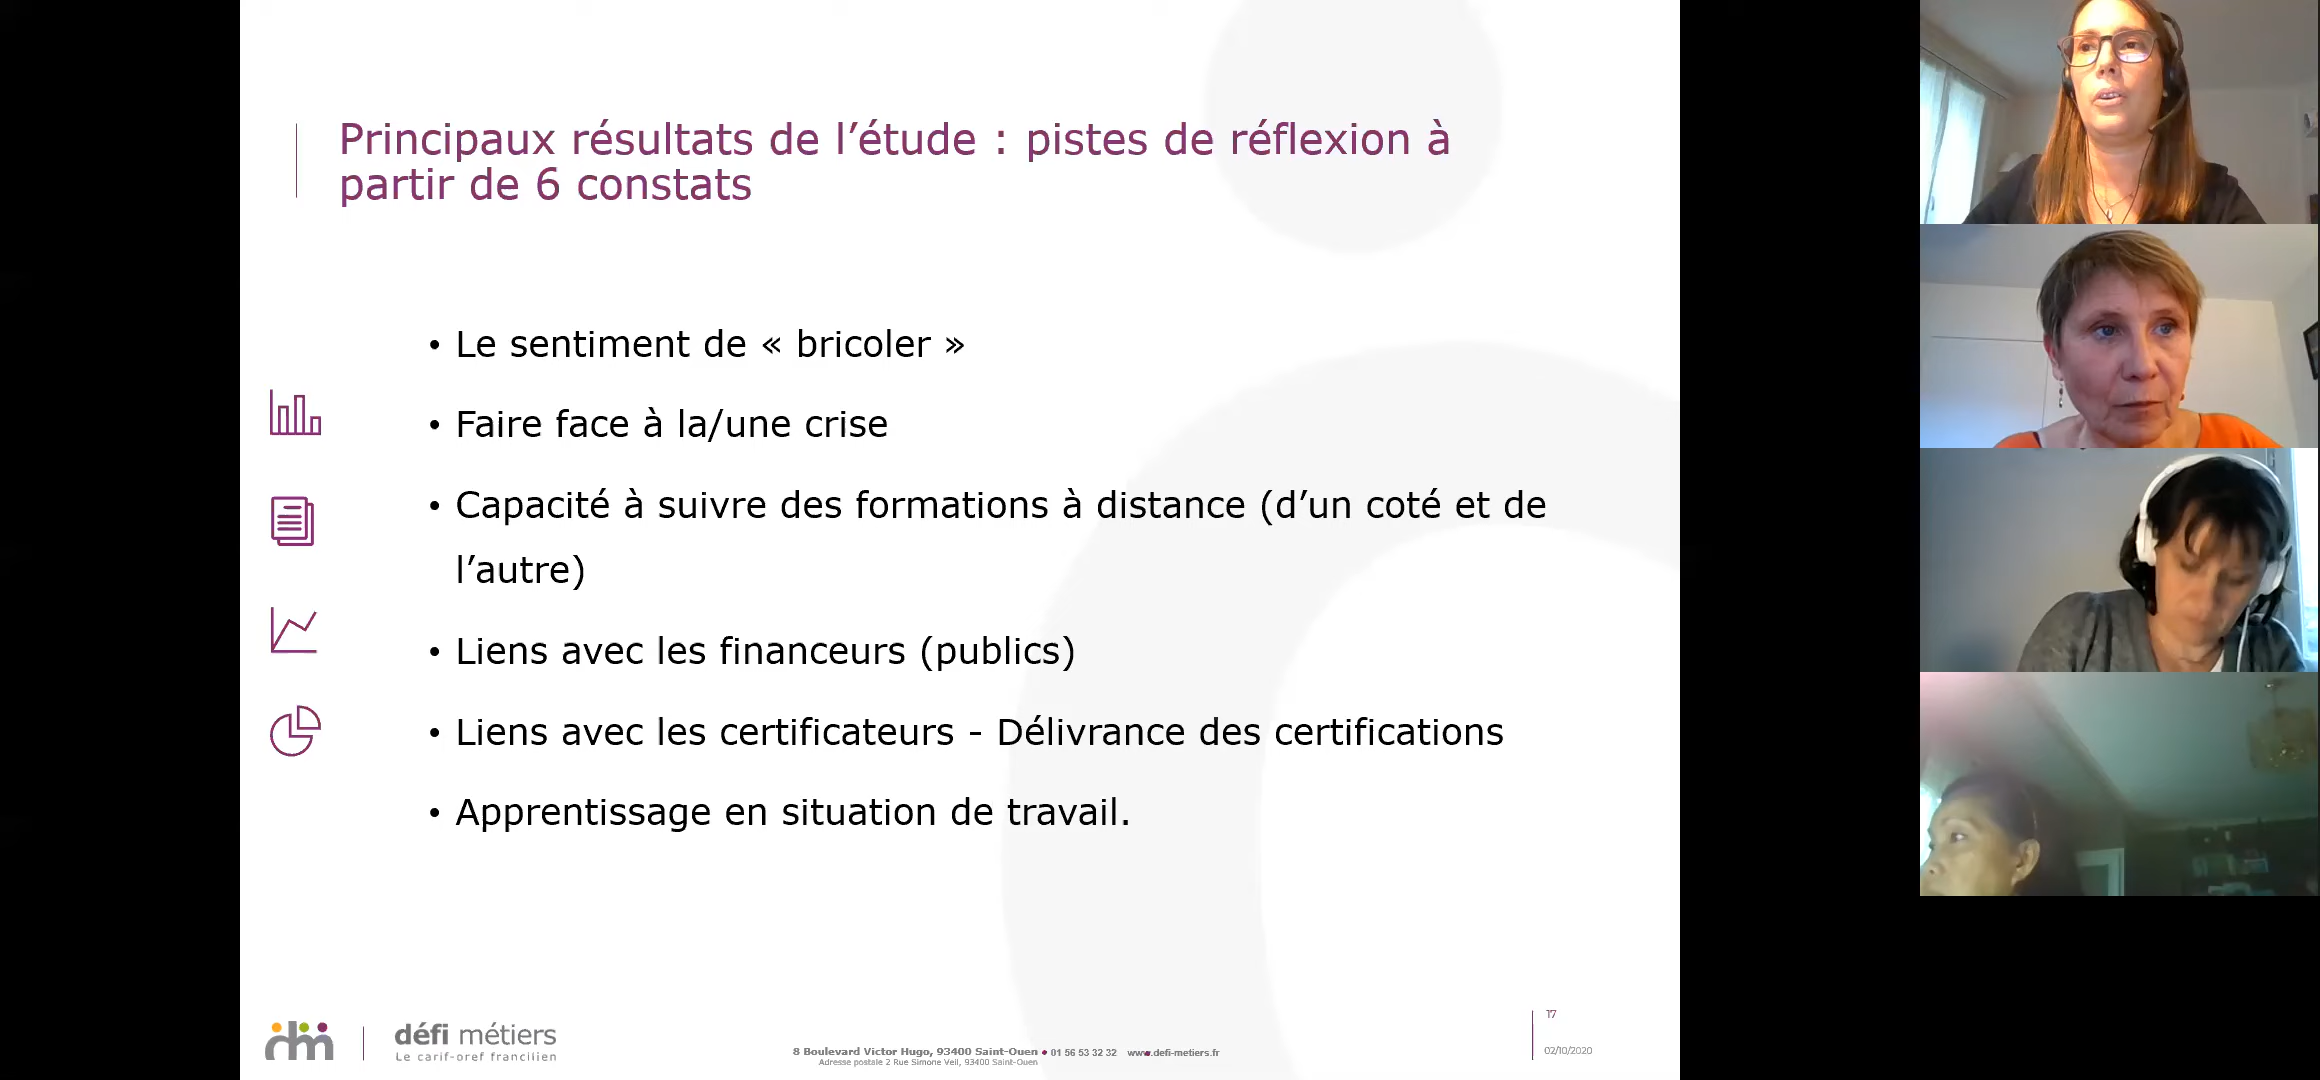 Principaux résultats de l’étude : pistes de réflexion à
partir de 6 constats
• Le sentiment de « bricoler »
• Faire face à la/une crise
• Capacité à suivre des formations à distance (d’un coté et de
l’autre)
• Liens avec les financeurs (publics)
• Liens avec les certificateurs - Délivrance des certifications
• Apprentissage en situation de travail.
dm
défi métiers
Le carif-oref francilien
8 Boulevard Victor Hugo, 93400 Saint-Ouen • 01 56 53 32 32 www.defi-metiers.fr
Adresse postale 2 Rue Simone Veil, 93400 Saint-Ouen
17
02/10/2020